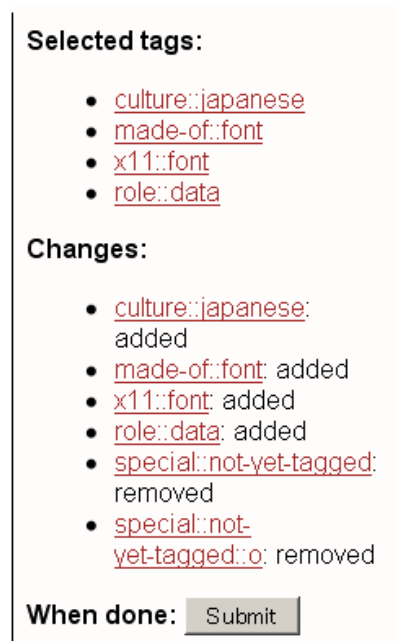 Selected tags:
culture::japanese
made-of::font
x11::font
role::data
Changes:
culture::japanese:
added
made-of::font: added
x11::font: added
role::data: added
special::not-yet-tagged:
removed
special::not-
yet-tagged::o: removed
When done: Submit